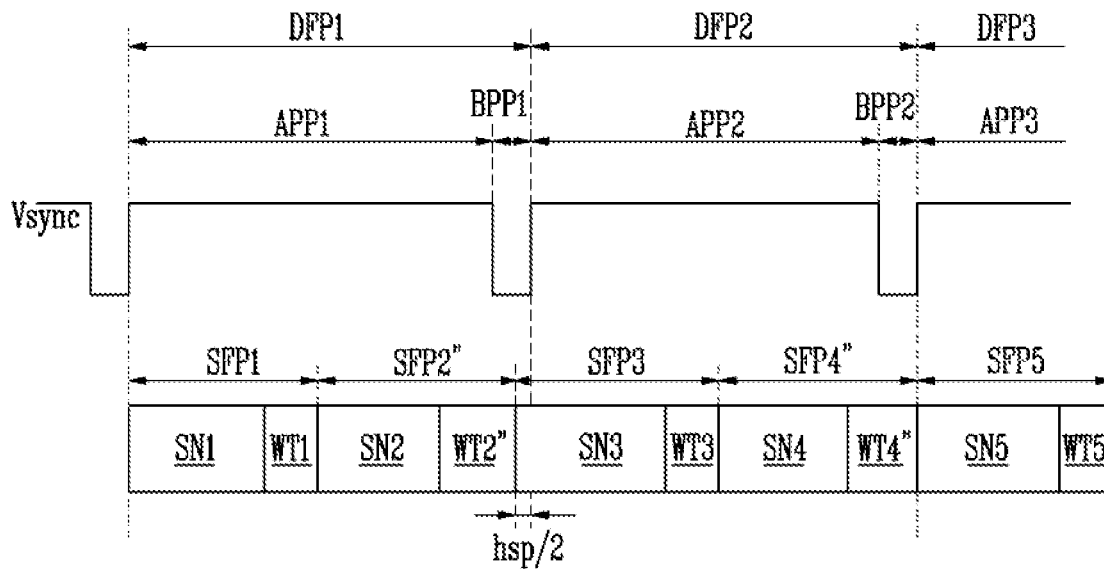 DFP1 DFP2 DFP3
BPP1 BPP2
APP1 APP2 APP3
Vsync
SFP1 SFP2" SFP3 SFP4" SFP5
SN1 WT1 SN2 WT2" SN3 WT3 SN4 WT4" SN5 WT5
hsp/2